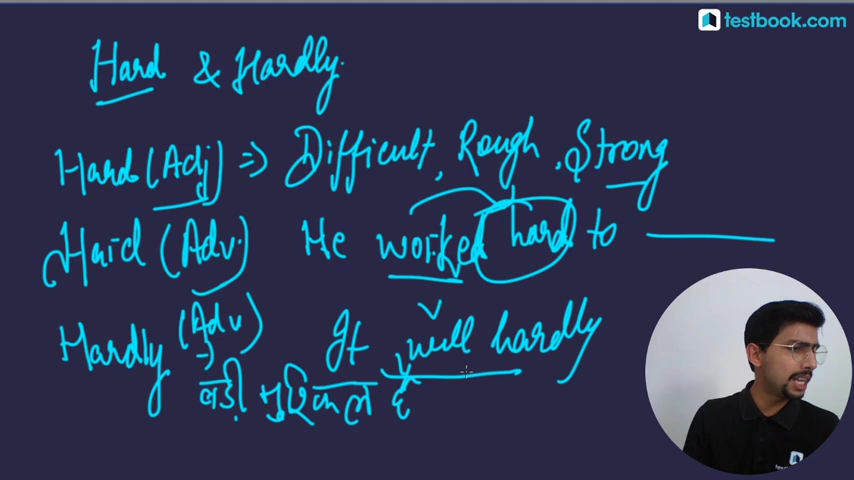 testbook.com
Hard & Hardly.
Hard (Adj) => Difficult, Rough, Strong
Hard (Adv.) He worked hard to
Hardly (Adv) It will hardly
बडी मुश्किल से